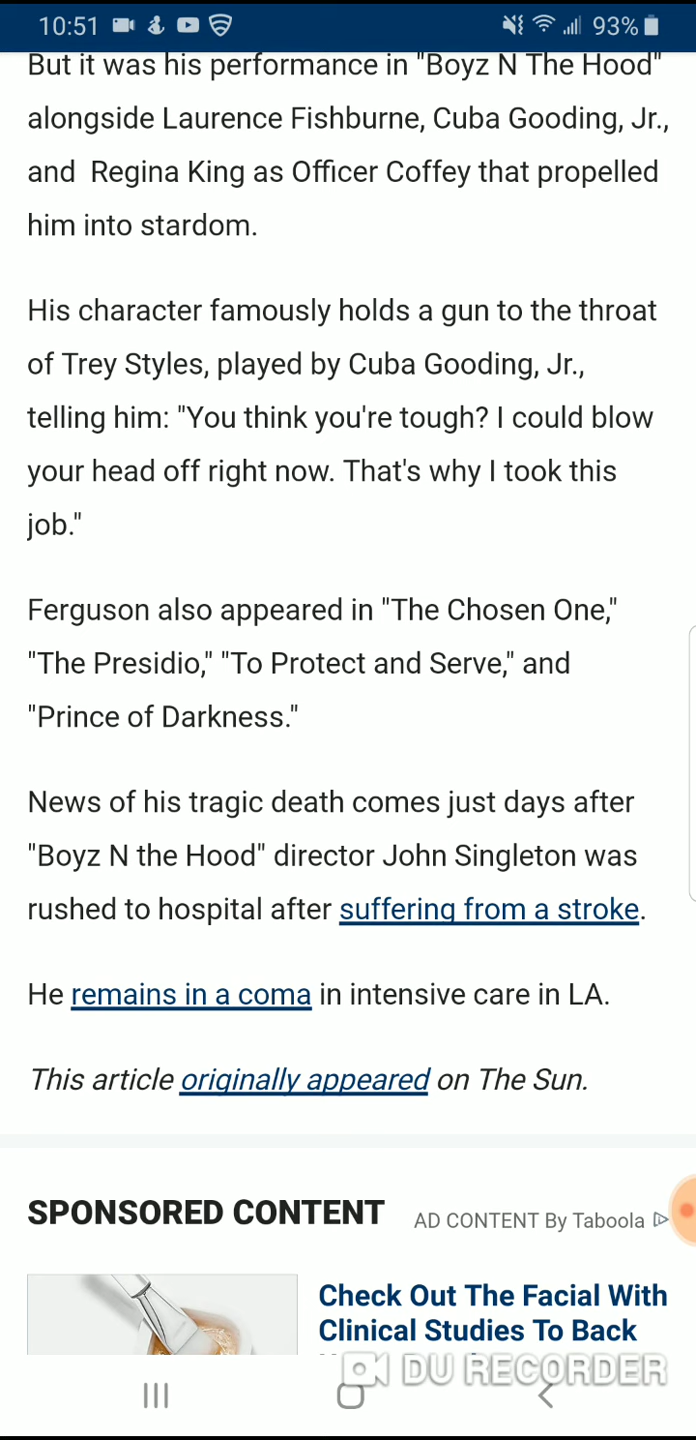 10:51
93%
But it was his performance in "Boyz N The Hood"
alongside Laurence Fishburne, Cuba Gooding, Jr.,
and  Regina King as Officer Coffey that propelled
him into stardom.
His character famously holds a gun to the throat
of Trey Styles, played by Cuba Gooding, Jr.,
telling him: "You think you're tough? I could blow
your head off right now. That's why I took this
job."
Ferguson also appeared in "The Chosen One,"
"The Presidio," "To Protect and Serve," and
"Prince of Darkness."
News of his tragic death comes just days after
"Boyz N the Hood" director John Singleton was
rushed to hospital after suffering from a stroke.
He remains in a coma in intensive care in LA.
This article originally appeared on The Sun.
SPONSORED CONTENT
AD CONTENT By Taboola
Check Out The Facial With
Clinical Studies To Back
DU RECORDER